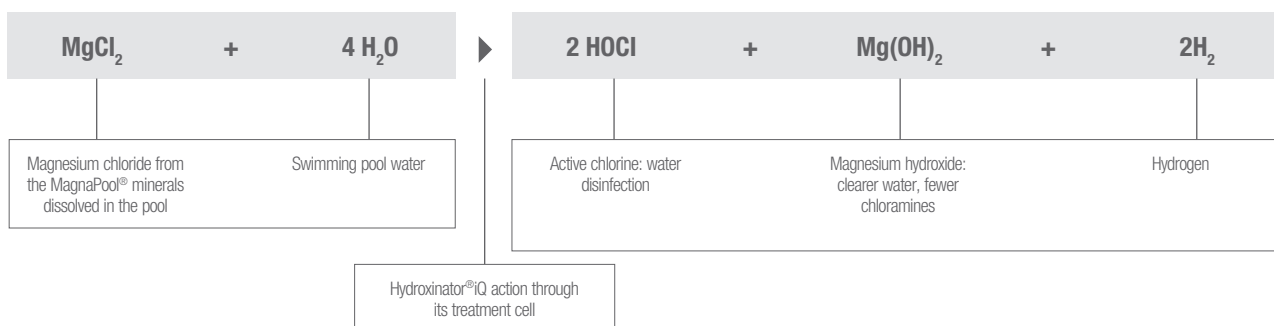 MgCl₂ + 4 H₂O ▶ 2 HOCl + Mg(OH)₂ + 2H₂
Magnesium chloride from
the MagnaPool® minerals
dissolved in the pool
Swimming pool water
Active chlorine: water
disinfection
Magnesium hydroxide:
clearer water, fewer
chloramines
Hydrogen
Hydroxinator®iQ action through
its treatment cell